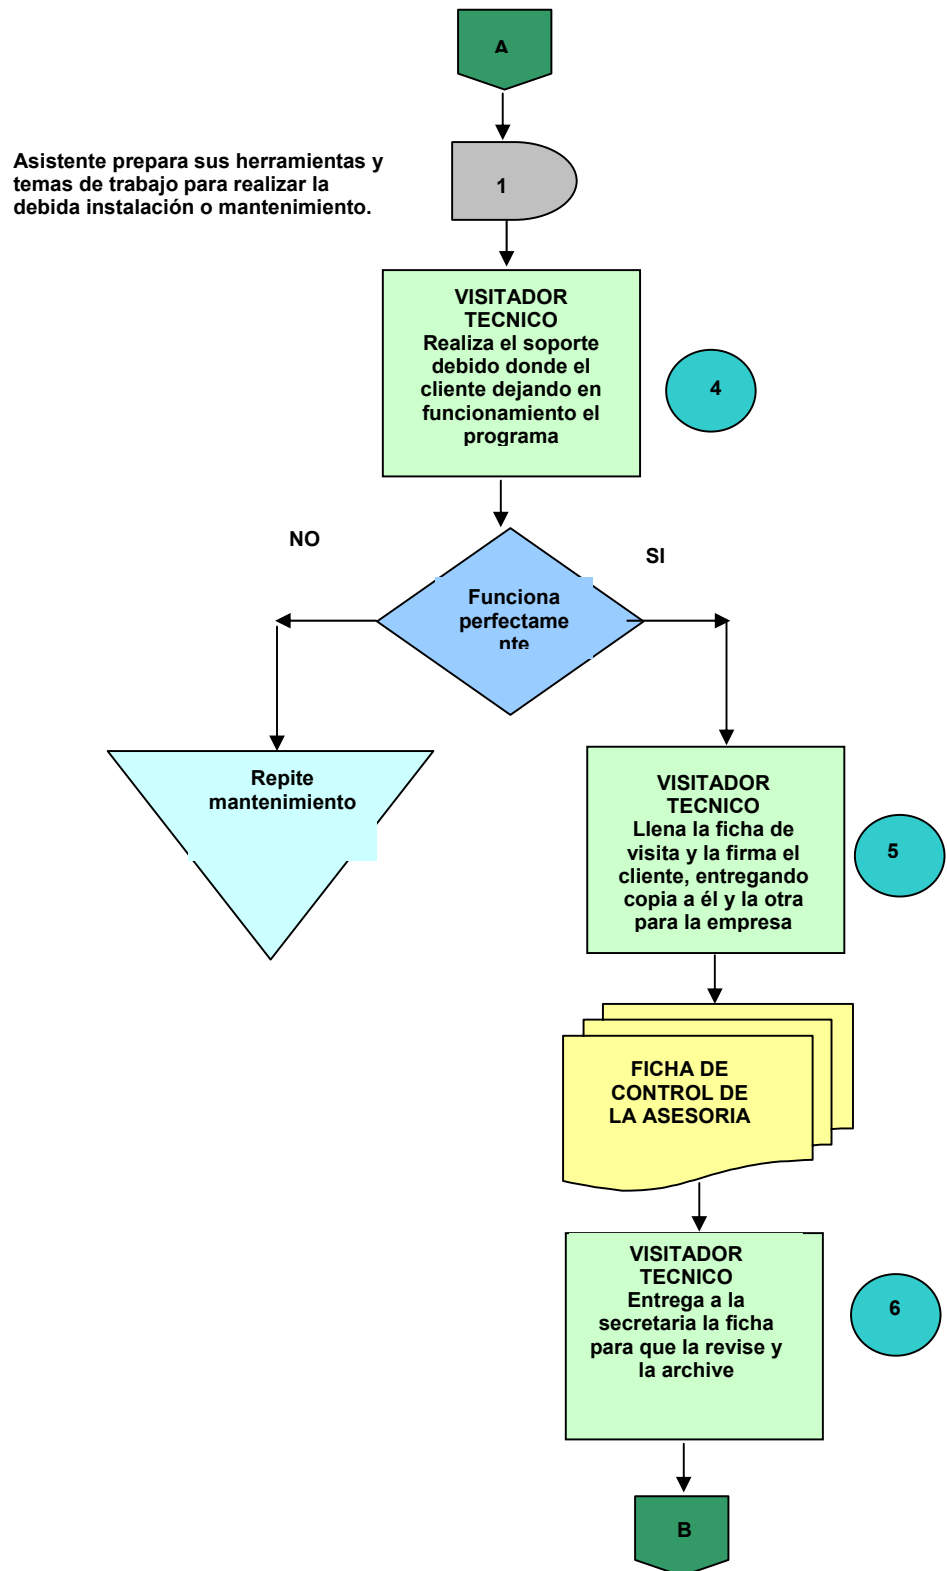 A
Asistente prepara sus herramientas y
temas de trabajo para realizar la
debida instalación o mantenimiento.
1
VISITADOR
TECNICO
Realiza el soporte
debido donde el
cliente dejando en
funcionamiento el
programa
4
NO
SI
Funciona
perfectame
nte
Repite
mantenimiento
VISITADOR
TECNICO
Llena la ficha de
visita y la firma el
cliente, entregando
copia a él y la otra
para la empresa
5
FICHA DE
CONTROL DE
LA ASESORIA
VISITADOR
TECNICO
Entrega a la
secretaria la ficha
para que la revise y
la archive
6
B